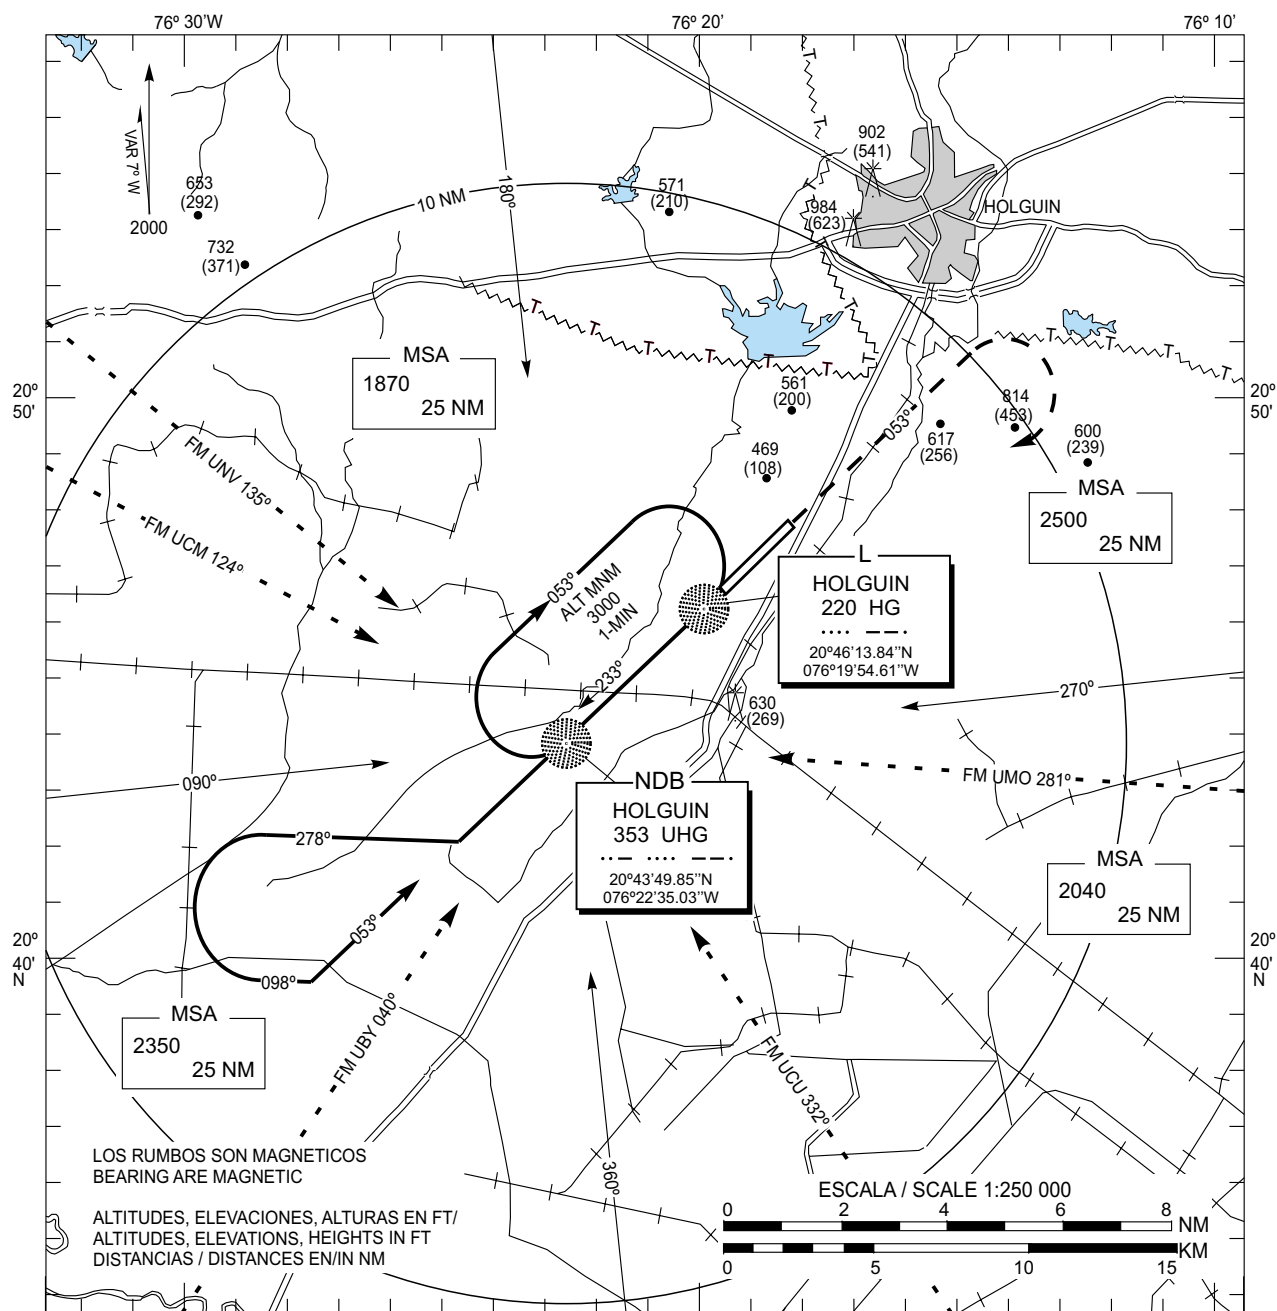 76º 30'W
76º 20'
76º 10'
VAR 7º W
2000
653
(292)
732
(371)
10 NM
180º
571
(210)
902
(541)
984
(623)
HOLGUIN
T
T
T
T
T
T
T
T
T
T
T
T
T
T
MSA
1870
25 NM
20º
50'
20º
50'
561
(200)
469
(108)
053º
617
(256)
814
(453)
600
(239)
MSA
2500
25 NM
FM UNV 135º
FM UCM 124º
053º
ALT MNM
3000
1-MIN
233º
L
HOLGUIN
220 HG
.... ——.
20º46'13.84''N
076º19'54.61''W
630
(269)
270º
090º
FM UMO 281º
NDB
HOLGUIN
353 UHG
..— .... ——.
20º43'49.85''N
076º22'35.03''W
278º
053º
098º
MSA
2040
25 NM
20º
40'
N
20º
40'
N
MSA
2350
25 NM
FM UBY 040º
FM UCU 332º
360º
LOS RUMBOS SON MAGNETICOS
BEARING ARE MAGNETIC
ALTITUDES, ELEVACIONES, ALTURAS EN FT/
ALTITUDES, ELEVATIONS, HEIGHTS IN FT
DISTANCIAS / DISTANCES EN/IN NM
ESCALA / SCALE 1:250 000
0 2 4 6 8
NM
KM
0 5 10 15